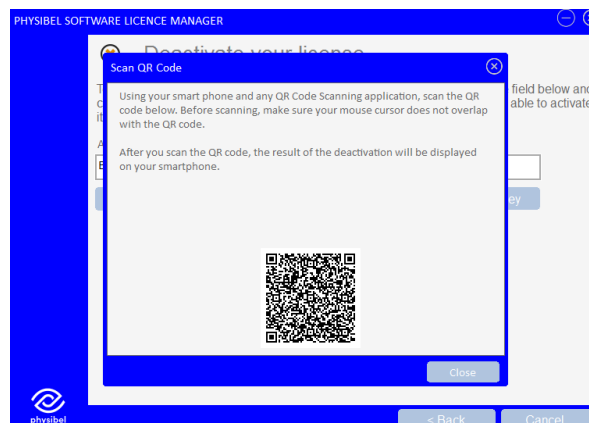 PHYSIBEL SOFTWARE LICENCE MANAGER
Deactivate your license
Scan QR Code
field below and
able to activate
Using your smart phone and any QR Code Scanning application, scan the QR
code below. Before scanning, make sure your mouse cursor does not overlap
with the QR code.
After you scan the QR code, the result of the deactivation will be displayed
on your smartphone.
ey
Close
physibel
< Back
Cancel